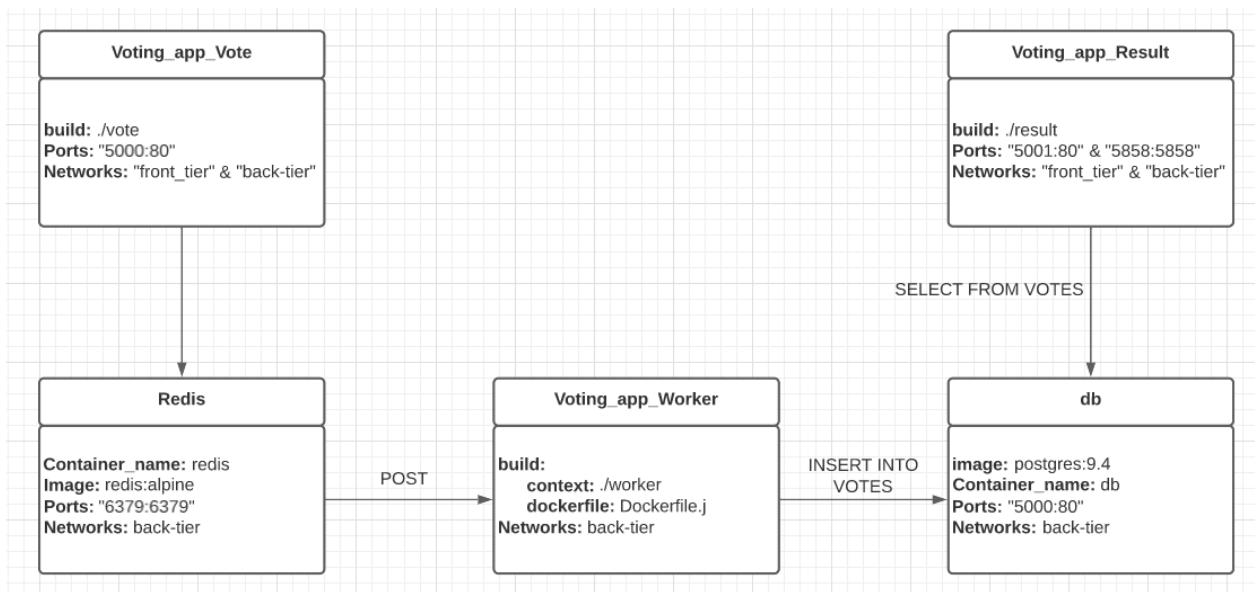 Voting_app_Vote
build: ./vote
Ports: "5000:80"
Networks: "front_tier" & "back-tier"
Voting_app_Result
build: ./result
Ports: "5001:80" & "5858:5858"
Networks: "front_tier" & "back-tier"
SELECT FROM VOTES
Redis
Container_name: redis
Image: redis:alpine
Ports: "6379:6379"
Networks: back-tier
POST
Voting_app_Worker
build:
context: ./worker
dockerfile: Dockerfile.j
Networks: back-tier
INSERT INTO
VOTES
db
image: postgres:9.4
Container_name: db
Ports: "5000:80"
Networks: back-tier